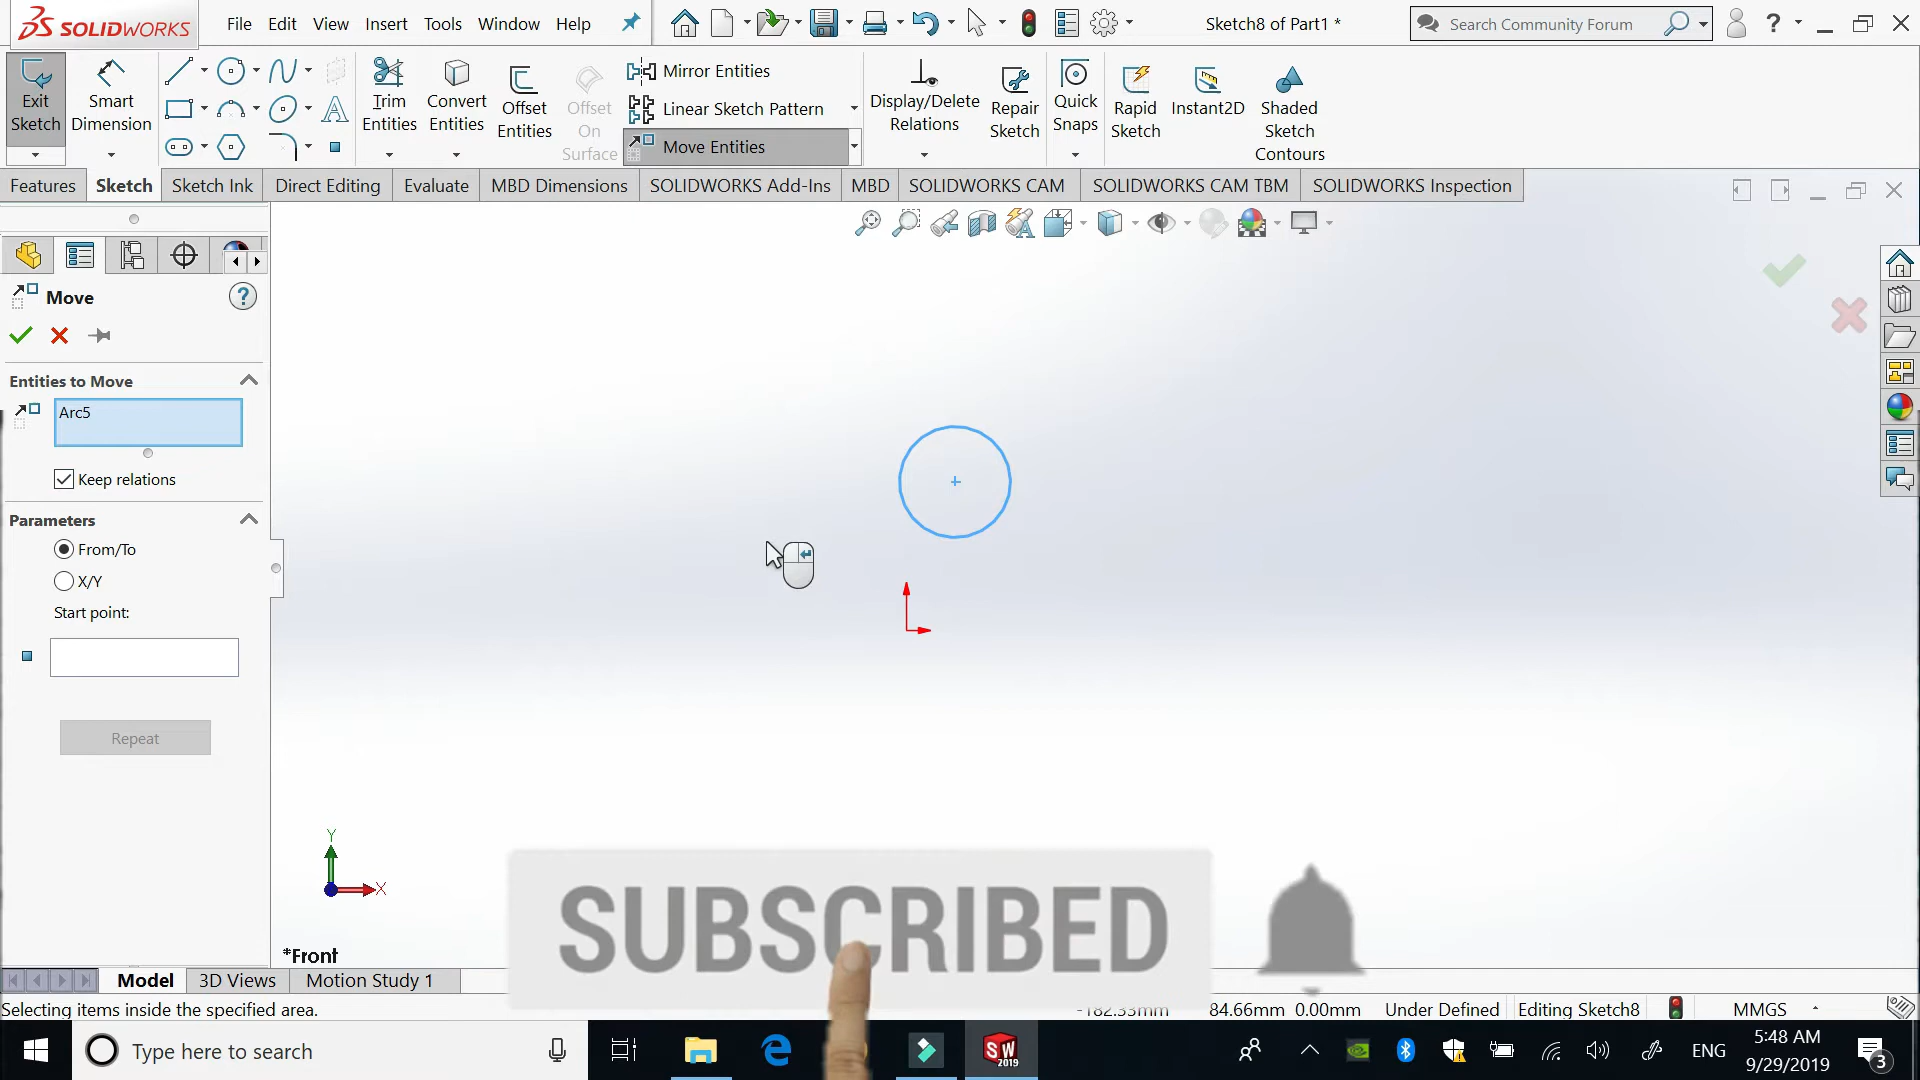 SOLIDWORKS
File Edit View Insert Tools Window Help
Sketch8 of Part1 *
Search Community Forum
Exit Sketch
Smart Dimension
Trim Entities
Convert Entities
Offset Entities
Offset On Surface
Mirror Entities
Linear Sketch Pattern
Move Entities
Display/Delete Relations
Repair Sketch
Quick Snaps
Rapid Sketch
Instant2D
Shaded Sketch Contours
Features Sketch Sketch Ink Direct Editing Evaluate MBD Dimensions SOLIDWORKS Add-Ins MBD SOLIDWORKS CAM SOLIDWORKS CAM TBM SOLIDWORKS Inspection
Move
Entities to Move
Arc5
Keep relations
Parameters
From/To
X/Y
Start point:
Repeat
Y
X
*Front
SUBSCRIBED
Model 3D Views Motion Study 1
Selecting items inside the specified area.
-182.33mm 84.66mm 0.00mm Under Defined Editing Sketch8 MMGS
Type here to search
SW 2019
ENG
5:48 AM
9/29/2019
3